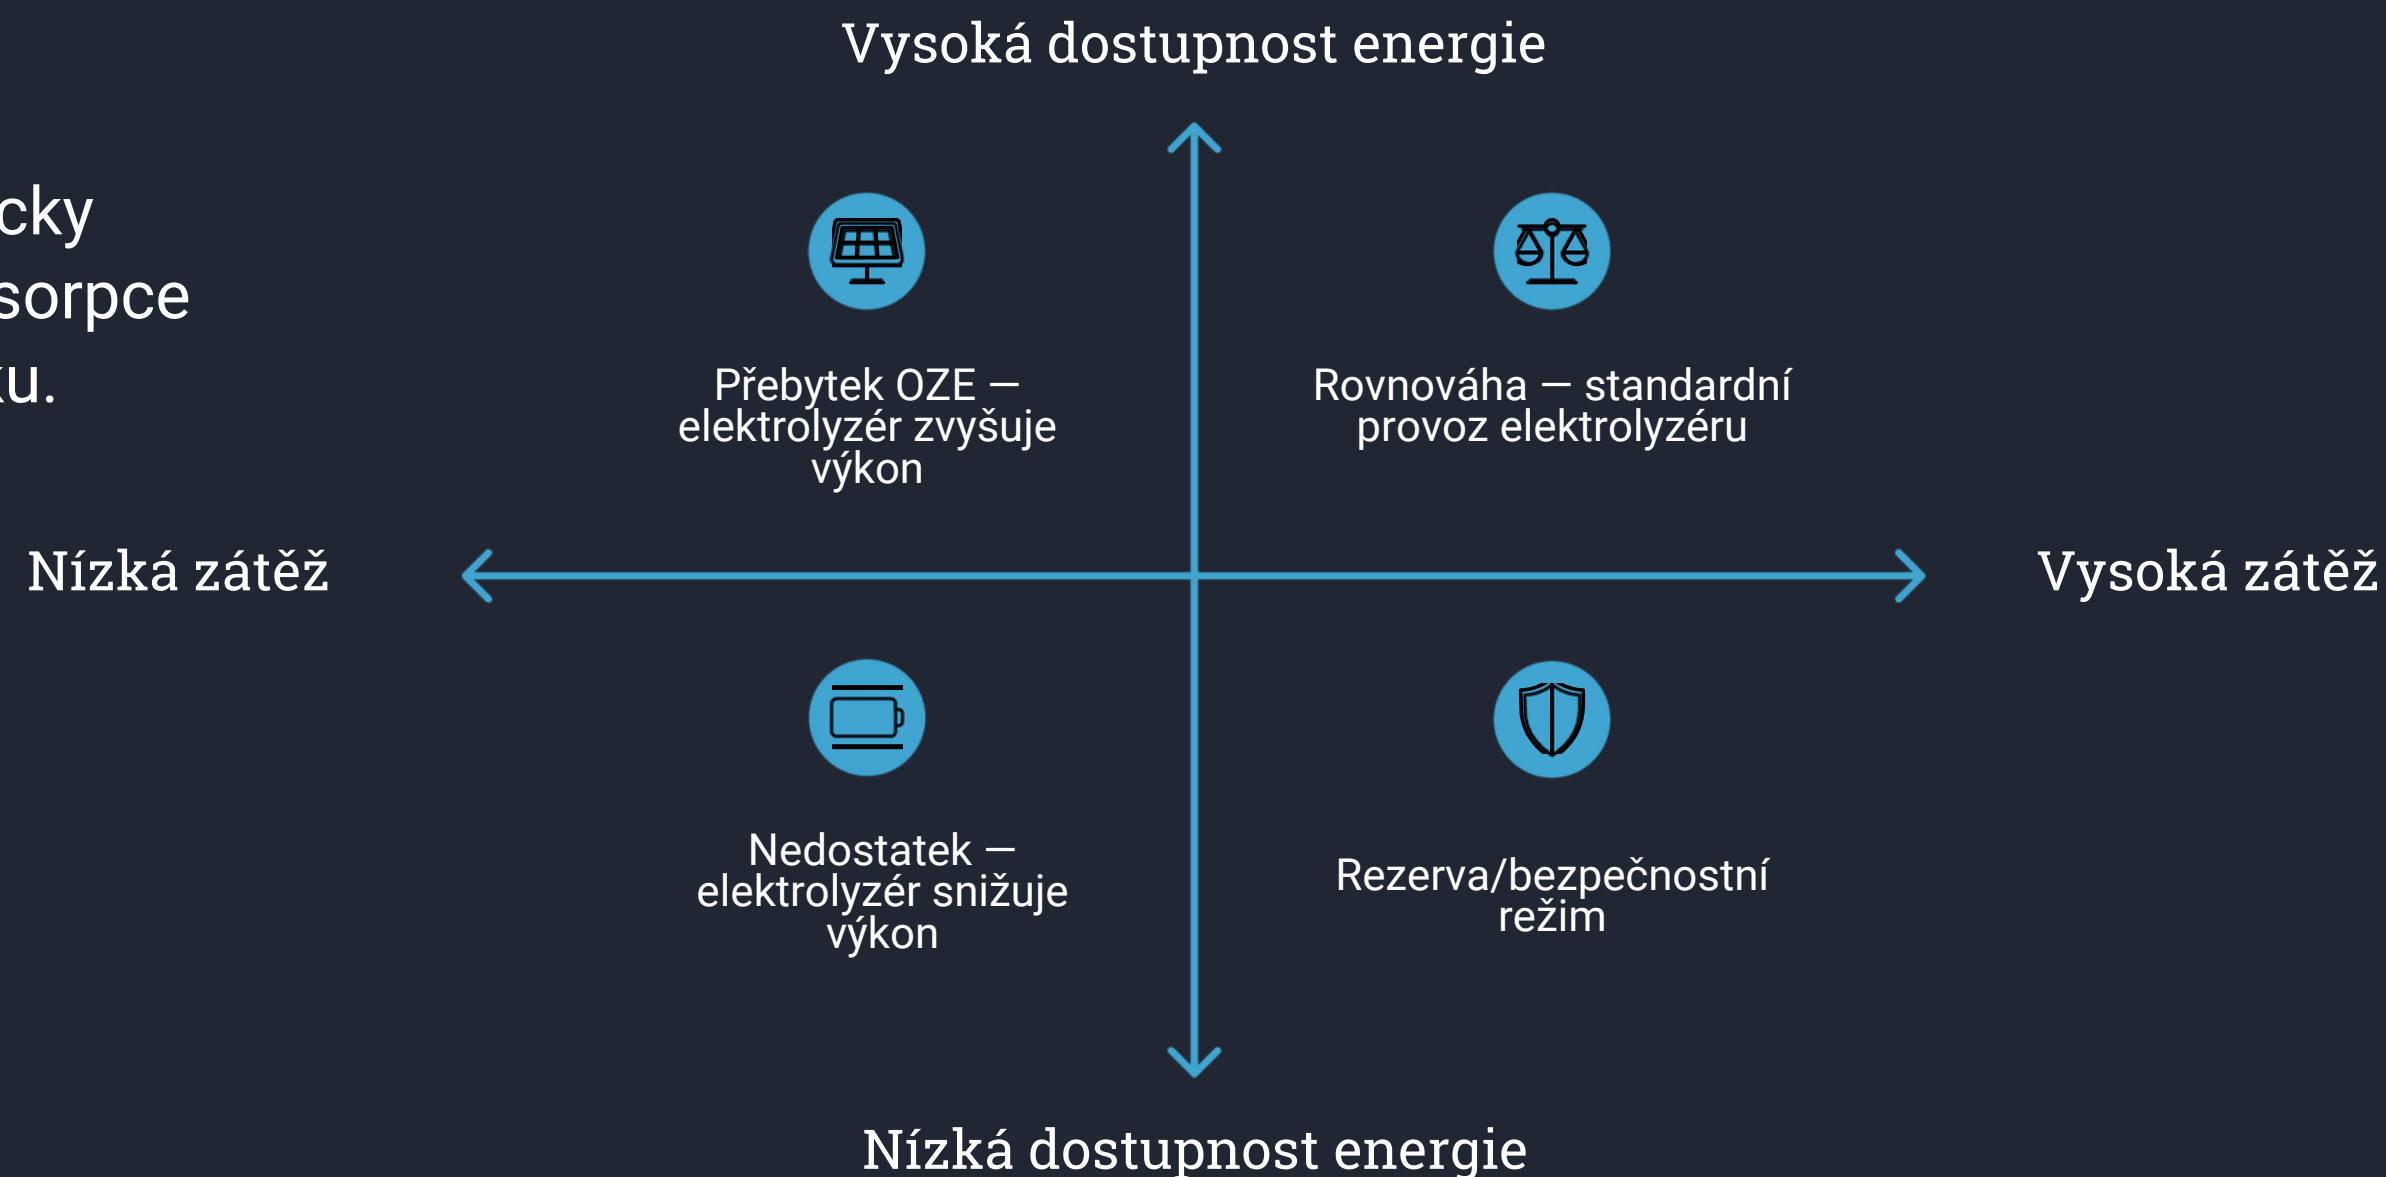 Vysoká dostupnost energie
cky
sorpce
u.
Přebytek OZE —
elektrolyzér zvyšuje
výkon
Rovnováha — standardní
provoz elektrolyzéru
Nízká zátěž
Vysoká zátěž
Nedostatek —
elektrolyzér snižuje
výkon
Rezerva/bezpečnostní
režim
Nízká dostupnost energie